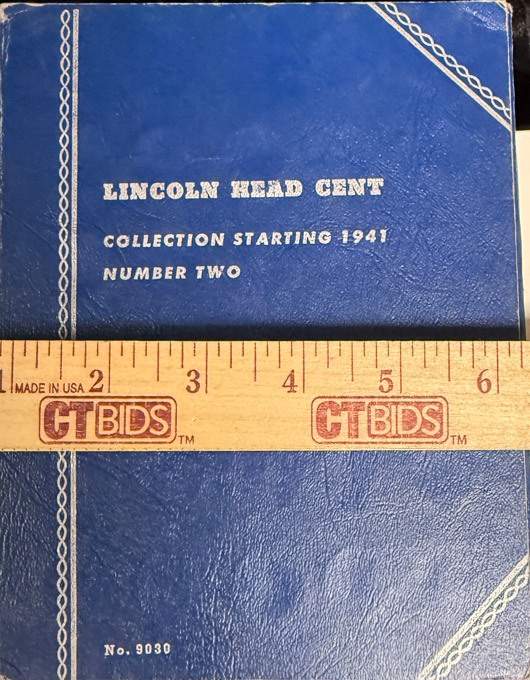 LINCOLN HEAD CENT
COLLECTION STARTING 1941
NUMBER TWO
1 MADE IN USA 2 3 4 5 6
CTBIDS TM CTBIDS TM
No. 9030